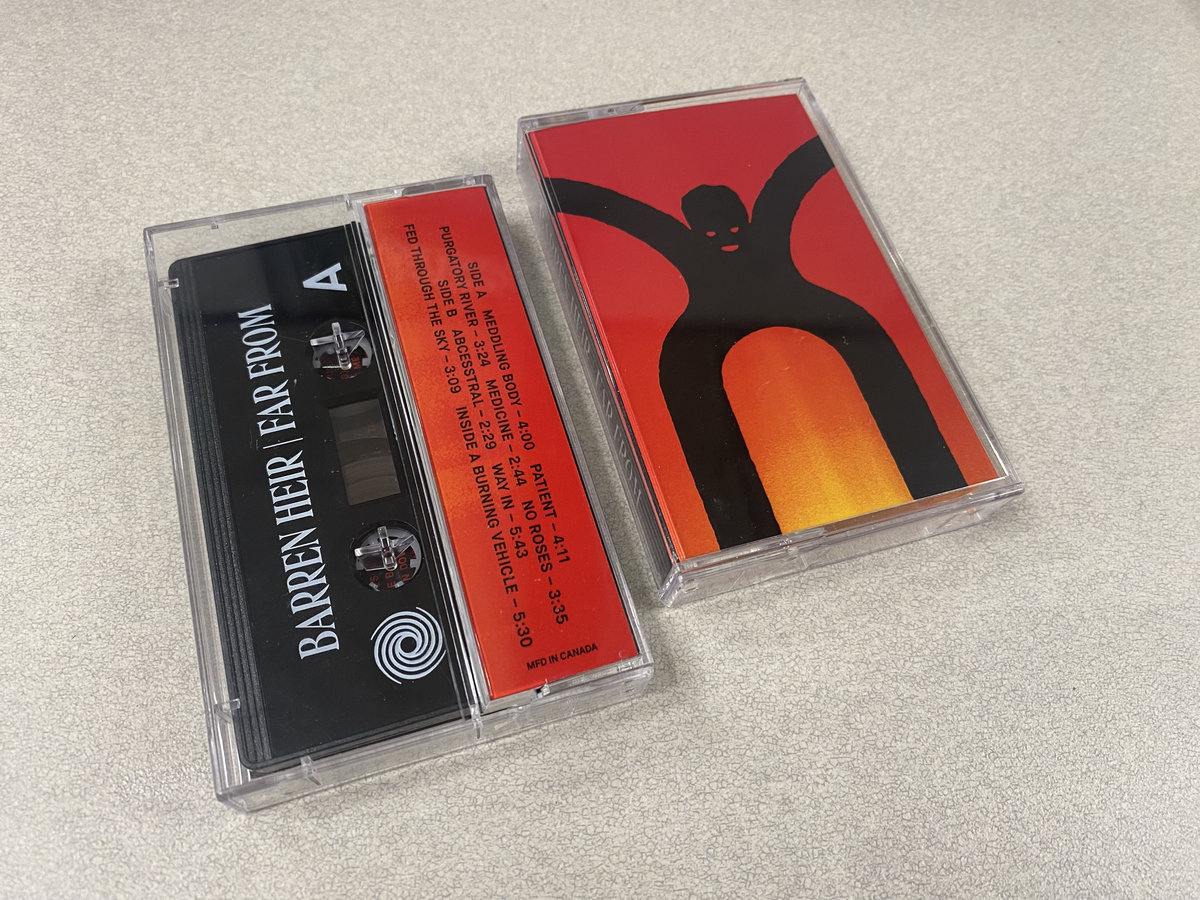 A
BARREN HEIR | FAR FROM
SIDE A MEDDLING BODY – 4:00 PATIENT – 4:11
PURGATORY RIVER – 3:24 MEDICINE – 2:44 NO ROSES – 3:35
SIDE B ABCESSTRAL – 2:29 WAY IN – 5:43
FED THROUGH THE SKY – 3:09 INSIDE A BURNING VEHICLE – 5:30
MFD IN CANADA